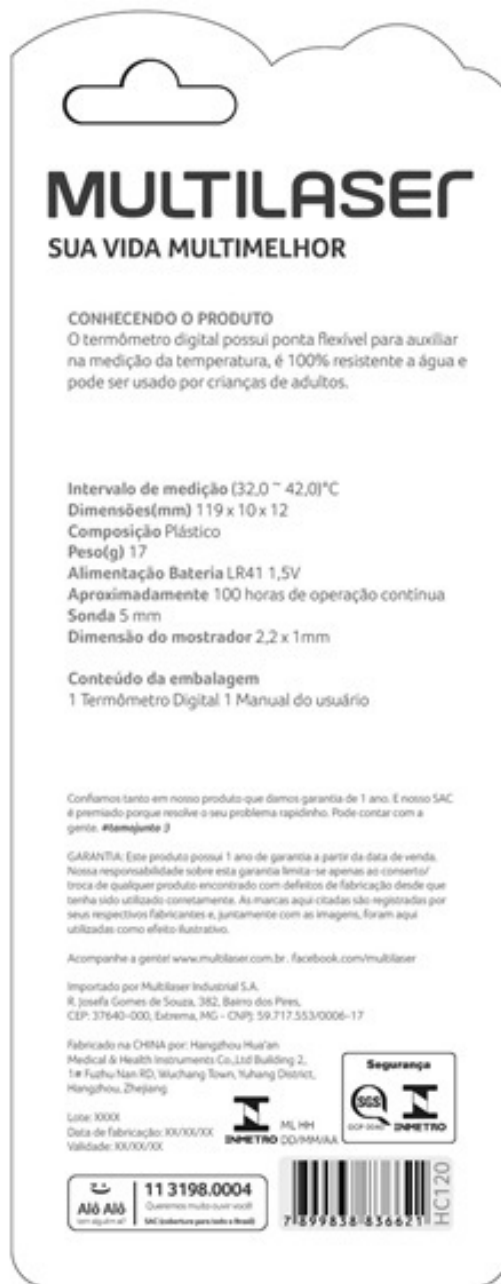 MULTILASER
SUA VIDA MULTIMELHOR
CONHECENDO O PRODUTO
O termômetro digital possui ponta flexível para auxiliar
na medição da temperatura, é 100% resistente a água e
pode ser usado por crianças de adultos.
Intervalo de medição (32,0 ~ 42,0)°C
Dimensões(mm) 119 x 10 x 12
Composição Plástico
Peso(g) 17
Alimentação Bateria LR41 1,5V
Aproximadamente 100 horas de operação contínua
Sonda 5 mm
Dimensão do mostrador 2,2 x 1mm
Conteúdo da embalagem
1 Termômetro Digital 1 Manual do usuário
Confiamos tanto em nosso produto que damos garantia de 1 ano. E nosso SAC
é premiado porque resolve o seu problema rapidinho. Pode contar com a
gente. #tamojunto 3
GARANTIA: Este produto possui 1 ano de garantia a partir da data de venda.
Nossa responsabilidade sobre esta garantia limita-se apenas ao conserto/
troca de qualquer produto encontrado com defeitos de fabricação desde que
tenha sido utilizado corretamente. As marcas aqui citadas são registradas por
seus respectivos fabricantes e, juntamente com as imagens, foram aqui
utilizadas como efeito ilustrativo.
Acompanhe a gente! www.multilaser.com.br . facebook.com/multilaser
Importado por Multilaser Industrial S.A.
R. Josefa Gomes de Souza, 382, Bairro dos Pires,
CEP: 37640-000, Extrema, MG - CNPJ: 59.717.553/0006-17
Fabricado na CHINA por: Hangzhou Hua'an
Medical & Health Instruments Co.,Ltd Building 2,
1# Fuzhu Nan RD, Wuchang Town, Yuhang District,
Hangzhou, Zhejiang
Lote: XXXX
Data de fabricação: XX/XX/XX
Validade: XX/XX/XX
INMETRO
ML HH
DD/MM/AA
Segurança
SGS
INMETRO
Alô Alô
tem alguém aí?
11 3198.0004
Queremos muito ouvir você!
SAC (cobertura para todo o Brasil)
7 899838 836621
HC120